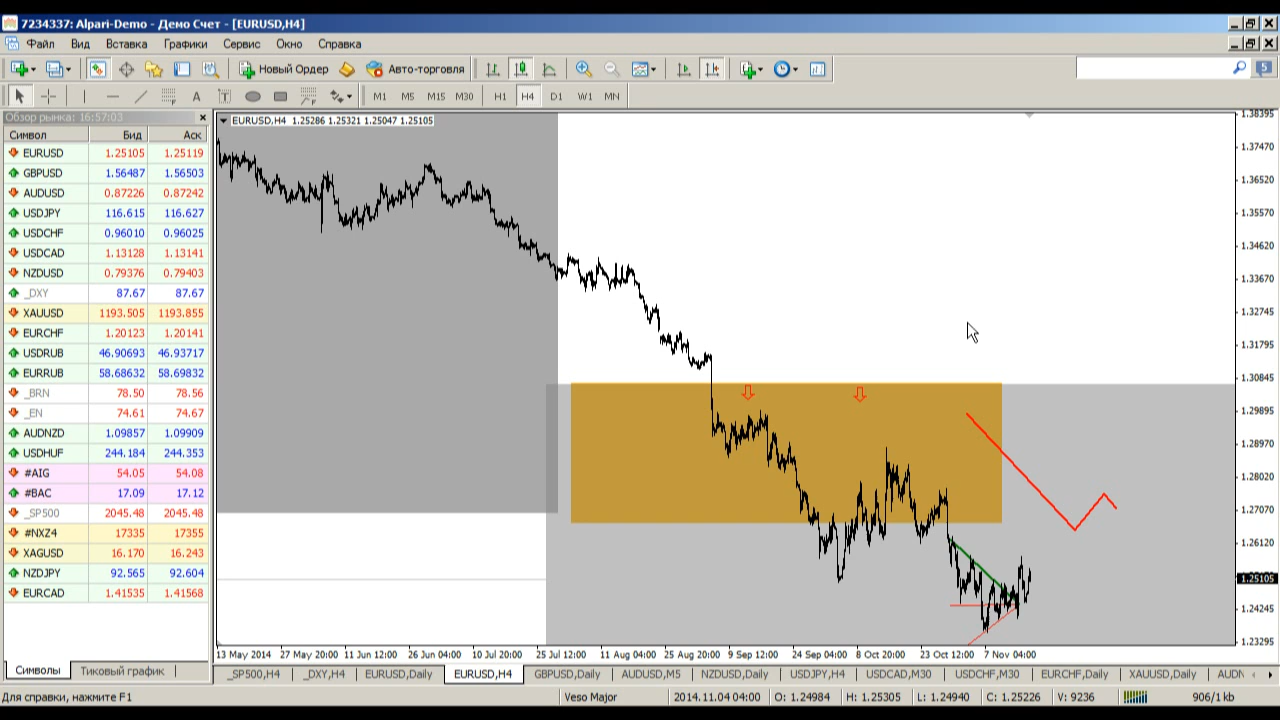 7234337: Alpari-Demo - Демо Счет - [EURUSD,H4]
Файл Вид Вставка Графики Сервис Окно Справка
Новый Ордер Авто-торговля 5
A T M1 M5 M15 M30 H1 H4 D1 W1 MN
Обзор рынка: 16:57:03
Символ Бид Аск
EURUSD 1.25105 1.25119
GBPUSD 1.56487 1.56503
AUDUSD 0.87226 0.87242
USDJPY 116.615 116.627
USDCHF 0.96010 0.96025
USDCAD 1.13128 1.13141
NZDUSD 0.79376 0.79403
_DXY 87.67 87.67
XAUUSD 1193.505 1193.855
EURCHF 1.20123 1.20141
USDRUB 46.90693 46.93717
EURRUB 58.68632 58.69832
_BRN 78.50 78.56
_EN 74.61 74.67
AUDNZD 1.09857 1.09909
USDHUF 244.184 244.353
#AIG 54.05 54.08
#BAC 17.09 17.12
_SP500 2045.48 2045.48
#NXZ4 17335 17355
XAGUSD 16.170 16.243
NZDJPY 92.565 92.604
EURCAD 1.41535 1.41568
Символы Тиковый график
EURUSD,H4 1.25286 1.25321 1.25047 1.25105
1.38395
1.37470
1.36520
1.35570
1.34620
1.33670
1.32745
1.31795
1.30845
1.29895
1.28970
1.28020
1.27070
1.26120
1.25105
1.24245
1.23295
13 May 2014 27 May 20:00 11 Jun 12:00 26 Jun 04:00 10 Jul 20:00 25 Jul 12:00 11 Aug 04:00 25 Aug 20:00 9 Sep 12:00 24 Sep 04:00 8 Oct 20:00 23 Oct 12:00 7 Nov 04:00
_SP500,H4 _DXY,H4 EURUSD,Daily EURUSD,H4 GBPUSD,Daily AUDUSD,M5 NZDUSD,Daily USDJPY,H4 USDCAD,M30 USDCHF,M30 EURCHF,Daily XAUUSD,Daily AUDN
Для справки, нажмите F1 Veso Major 2014.11.04 04:00 O: 1.24984 H: 1.25305 L: 1.24940 C: 1.25226 V: 9236 906/1 kb